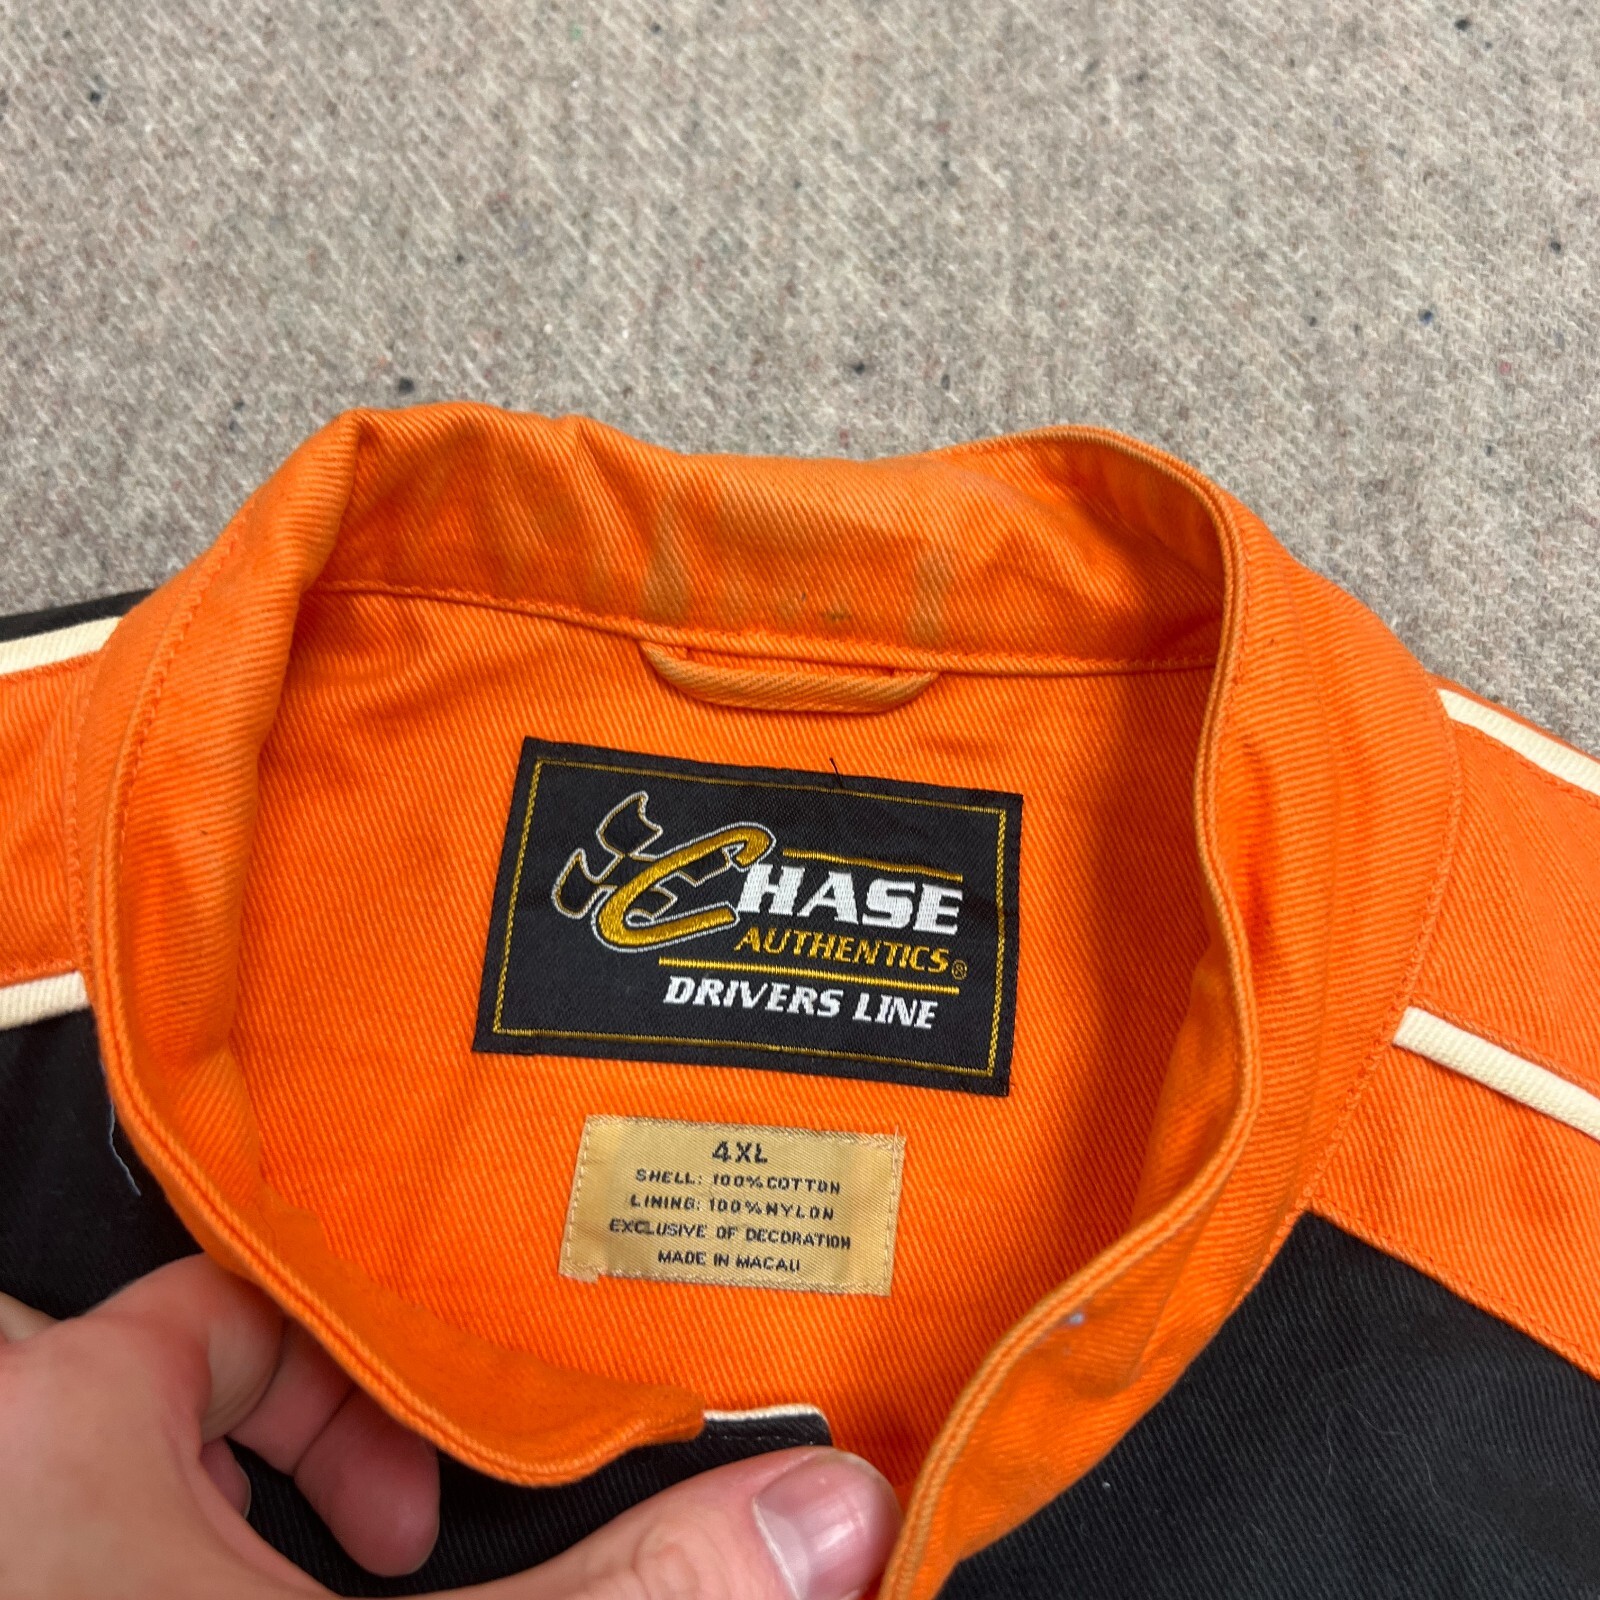 CHASE
AUTHENTICS®
DRIVERS LINE
4XL
SHELL: 100% COTTON
LINING: 100% NYLON
EXCLUSIVE OF DECORATION
MADE IN MACAU